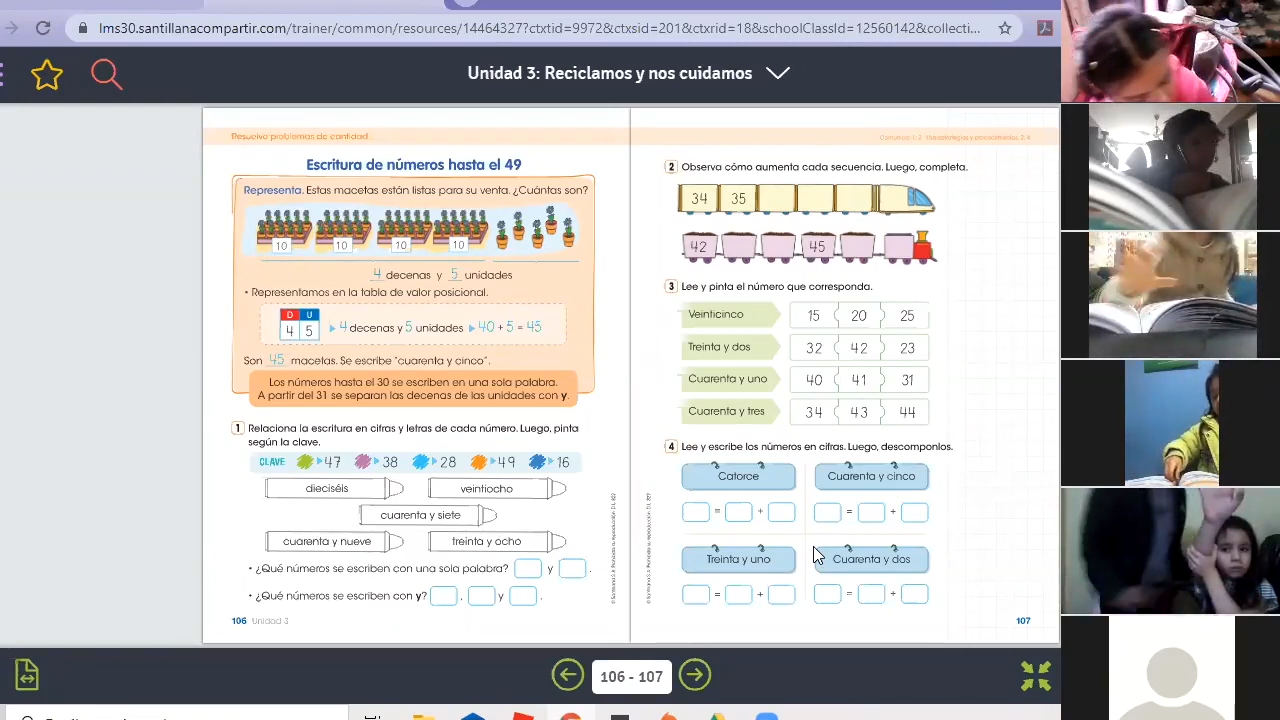 lms30.santillanacompartir.com/trainer/common/resources/1446432?ctxtid=9972&ctxsid=2018&ctxrid=18&schoolClassId=12560142&collecti...
Unidad 3: Reciclamos y nos cuidamos
Resuelvo problemas de cantidad
Escritura de números hasta el 49
Representa. Estas macetas están listas para su venta. ¿Cuántas son?
10 10 10 10
4 decenas y 5 unidades
• Representamos en la tabla de valor posicional.
D U
4 5 4 decenas y 5 unidades 40 + 5 = 45
Son 45 macetas. Se escribe "cuarenta y cinco".
Los números hasta el 30 se escriben en una sola palabra.
A partir del 31 se separan las decenas de las unidades con y.
1 Relaciona la escritura en cifras y letras de cada número. Luego, pinta
según la clave.
CLAVE 47 38 28 49 16
dieciséis veintiocho
cuarenta y siete
cuarenta y nueve treinta y ocho
• ¿Qué números se escriben con una sola palabra? y .
• ¿Qué números se escriben con y? , y .
106 Unidad 3
2 Observa cómo aumenta cada secuencia. Luego, completa.
34 35
42 45
3 Lee y pinta el número que corresponda.
Veinticinco 15 20 25
Treinta y dos 32 42 23
Cuarenta y uno 40 41 31
Cuarenta y tres 34 43 44
4 Lee y escribe los números en cifras. Luego, descomponlos.
Catorce Cuarenta y cinco
= + = +
Treinta y uno Cuarenta y dos
= + = +
107
106 - 107